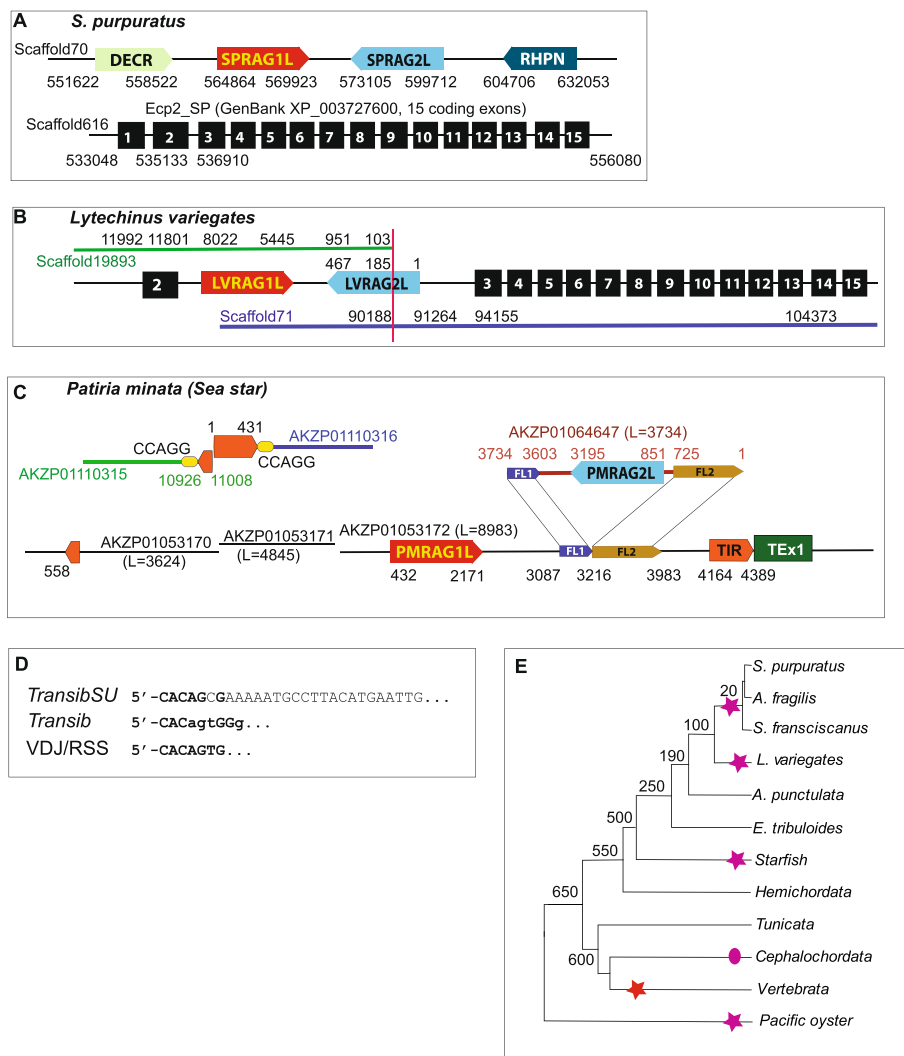 A S. purpuratus
Scaffold70
DECR SPRAG1L SPRAG2L RHPN
551622 558522 564864 569923 573105 599712 604706 632053
Ecp2_SP (GenBank XP_003727600, 15 coding exons)
Scaffold616
1 2 3 4 5 6 7 8 9 10 11 12 13 14 15
533048 535133 536910 556080
B Lytechinus variegates
11992 11801 8022 5445 951 103
Scaffold19893
467 185 1
2 LVRAG1L LVRAG2L 3 4 5 6 7 8 9 10 11 12 13 14 15
Scaffold71 90188 91264 94155 104373
C Patiria minata (Sea star)
1 431
CCAGG AKZP01110316
AKZP01110315 CCAGG
10926 11008
AKZP01064647 (L=3734)
3734 3603 3195 851 725 1
FL1 PMRAG2L FL2
AKZP01053170 AKZP01053171 AKZP01053172 (L=8983)
(L=3624) (L=4845)
PMRAG1L FL1 FL2 TIR TEx1
558 432 2171 3087 3216 3983 4164 4389
D
TransibSU 5’-CACAGCGAAAAATGCCTTACATGAATTG...
Transib 5’-CACagtGGg...
VDJ/RSS 5’-CACAGTG...
E
S. purpuratus
20 A. fragilis
S. fransciscanus
100
L. variegates
190
A. punctulata
250
E. tribuloides
500
Starfish
550
Hemichordata
650
Tunicata
600 Cephalochordata
Vertebrata
Pacific oyster